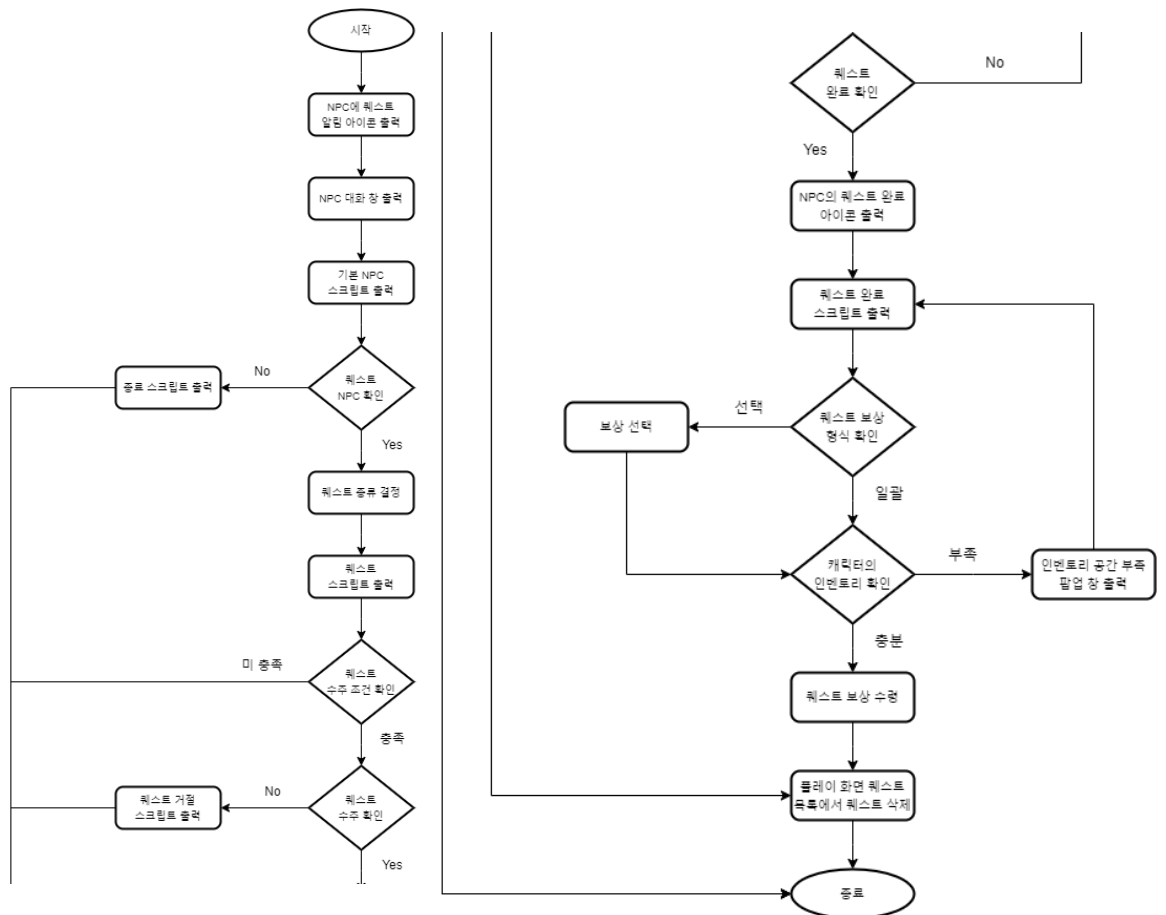 시작
NPC에 퀘스트
알림 아이콘 출력
NPC 대화 창 출력
기본 NPC
스크립트 출력
퀘스트
NPC 확인
No
종료 스크립트 출력
Yes
퀘스트 종류 결정
퀘스트
스크립트 출력
퀘스트
수주 조건 확인
미 충족
충족
퀘스트
수주 확인
No
퀘스트 거절
스크립트 출력
Yes
퀘스트
완료 확인
No
Yes
NPC의 퀘스트 완료
아이콘 출력
퀘스트 완료
스크립트 출력
퀘스트 보상
형식 확인
선택
보상 선택
일괄
캐릭터의
인벤토리 확인
부족
인벤토리 공간 부족
팝업 창 출력
충분
퀘스트 보상 수령
플레이 화면 퀘스트
목록에서 퀘스트 삭제
종료